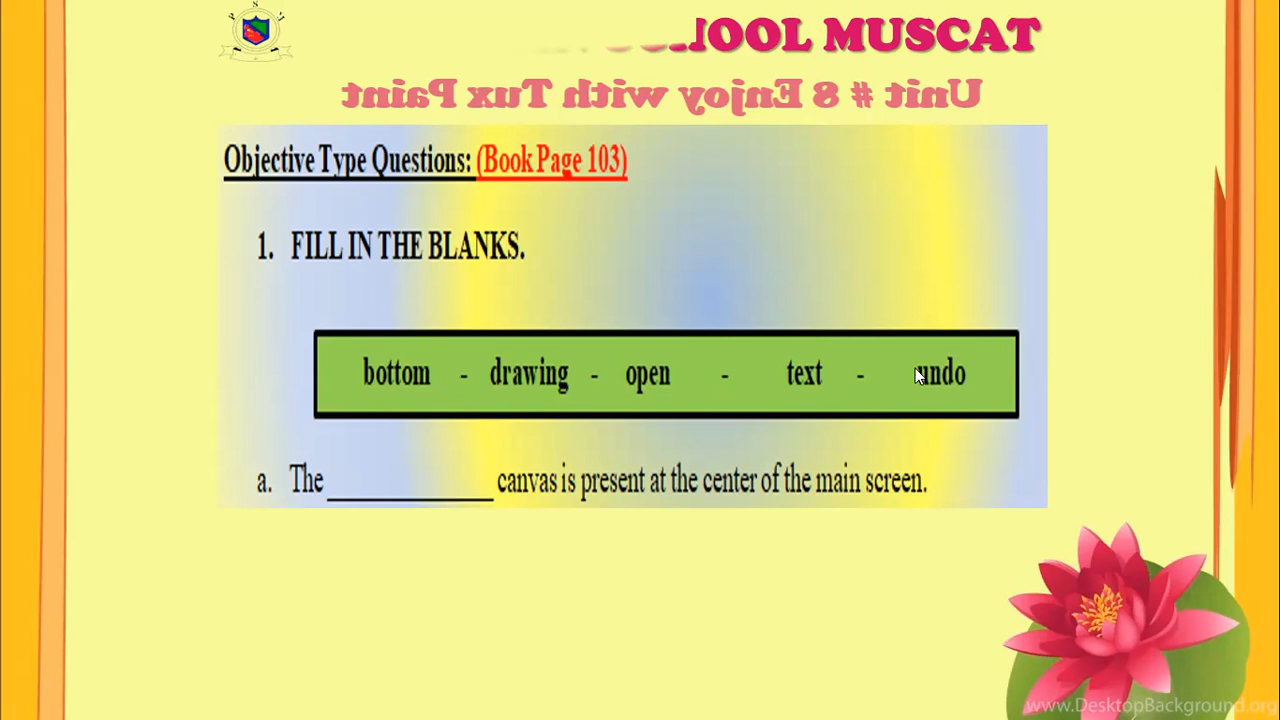 P S M
SCHOOL MUSCAT
Unit # 8 Enjoy with Tux Paint
Objective Type Questions: (Book Page 103)
1. FILL IN THE BLANKS.
bottom - drawing - open - text - undo
a. The ____________ canvas is present at the center of the main screen.
www.DesktopBackground.org